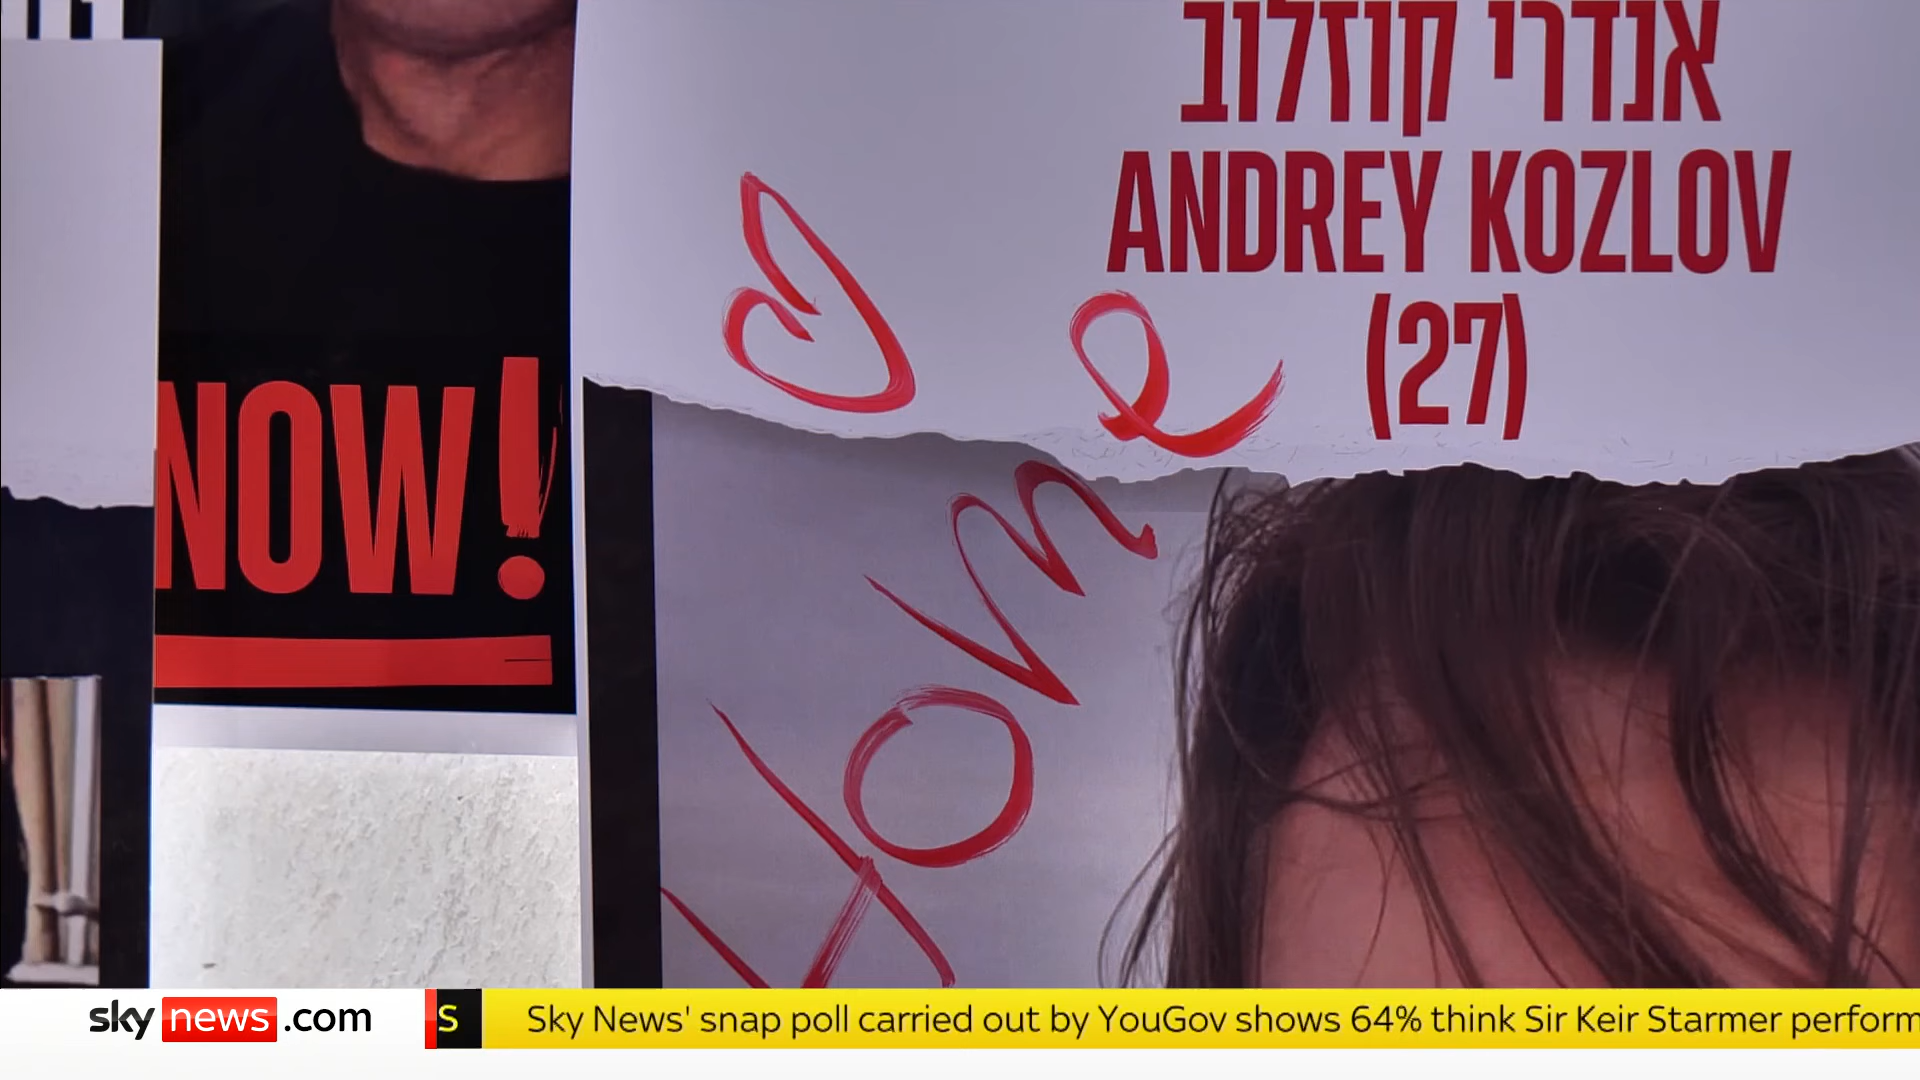 אנדרי קוזלוב
ANDREY KOZLOV
(27)
NOW!
Home
sky news .com
S
Sky News' snap poll carried out by YouGov shows 64% think Sir Keir Starmer perform